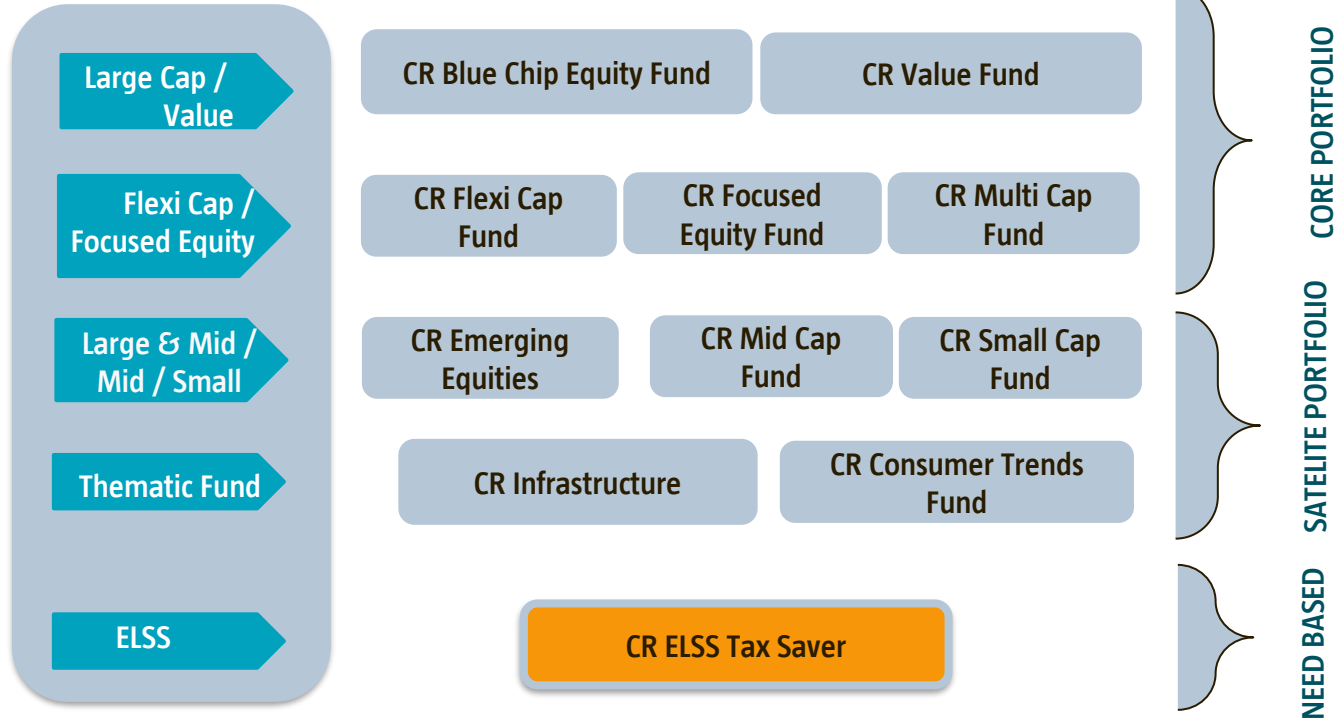 Large Cap /
Value
CR Blue Chip Equity Fund
CR Value Fund
CORE PORTFOLIO
Flexi Cap /
Focused Equity
CR Flexi Cap
Fund
CR Focused
Equity Fund
CR Multi Cap
Fund
Large & Mid /
Mid / Small
CR Emerging
Equities
CR Mid Cap
Fund
CR Small Cap
Fund
SATELITE PORTFOLIO
Thematic Fund
CR Infrastructure
CR Consumer Trends
Fund
ELSS
CR ELSS Tax Saver
NEED BASED